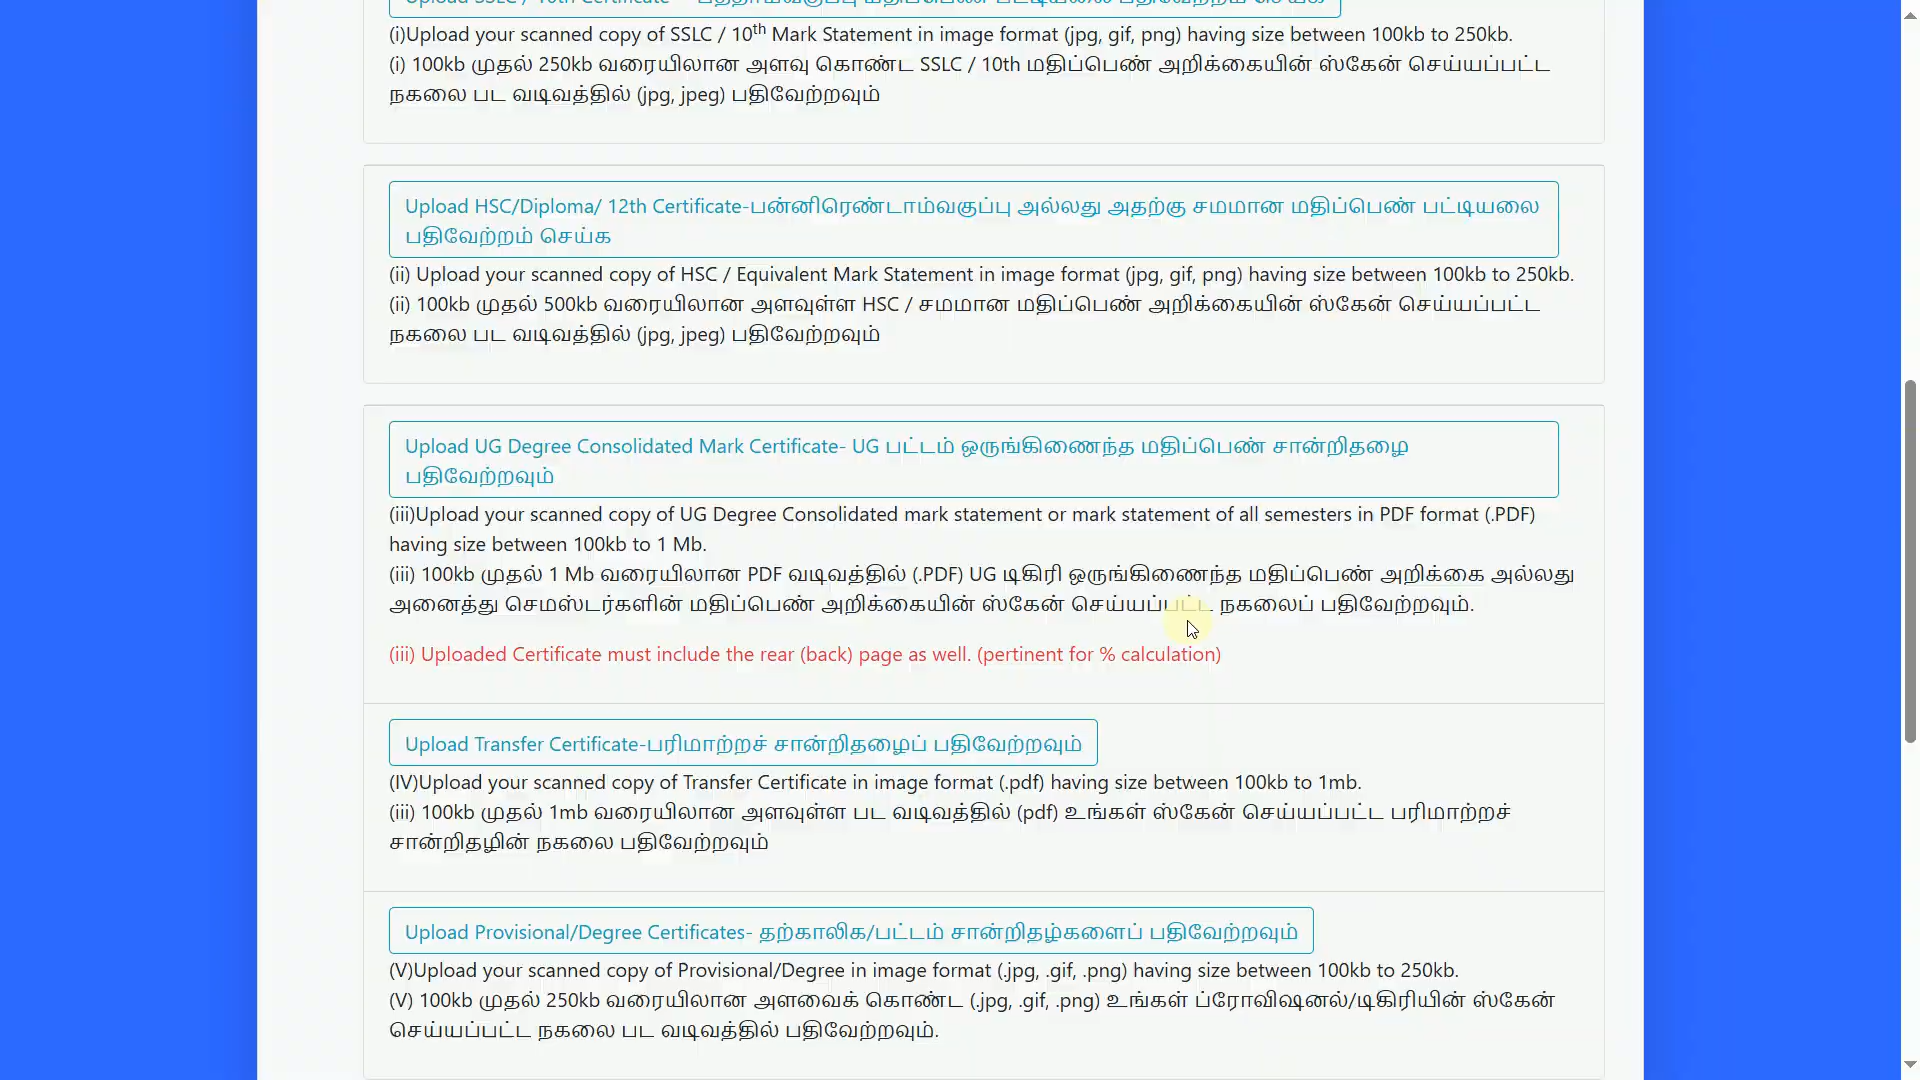 Upload SSLC / 10th Certificate - பத்தாம்வகுப்பு மதிப்பெண் பட்டியலை பதிவேற்றம் செய்க
(i)Upload your scanned copy of SSLC / 10th Mark Statement in image format (jpg, gif, png) having size between 100kb to 250kb.
(i) 100kb முதல் 250kb வரையிலான அளவு கொண்ட SSLC / 10th மதிப்பெண் அறிக்கையின் ஸ்கேன் செய்யப்பட்ட
நகலை பட வடிவத்தில் (jpg, jpeg) பதிவேற்றவும்
Upload HSC/Diploma/ 12th Certificate-பன்னிரெண்டாம்வகுப்பு அல்லது அதற்கு சமமான மதிப்பெண் பட்டியலை
பதிவேற்றம் செய்க
(ii) Upload your scanned copy of HSC / Equivalent Mark Statement in image format (jpg, gif, png) having size between 100kb to 250kb.
(ii) 100kb முதல் 500kb வரையிலான அளவுள்ள HSC / சமமான மதிப்பெண் அறிக்கையின் ஸ்கேன் செய்யப்பட்ட
நகலை பட வடிவத்தில் (jpg, jpeg) பதிவேற்றவும்
Upload UG Degree Consolidated Mark Certificate- UG பட்டம் ஒருங்கிணைந்த மதிப்பெண் சான்றிதழை
பதிவேற்றவும்
(iii)Upload your scanned copy of UG Degree Consolidated mark statement or mark statement of all semesters in PDF format (.PDF)
having size between 100kb to 1 Mb.
(iii) 100kb முதல் 1 Mb வரையிலான PDF வடிவத்தில் (.PDF) UG டிகிரி ஒருங்கிணைந்த மதிப்பெண் அறிக்கை அல்லது
அனைத்து செமஸ்டர்களின் மதிப்பெண் அறிக்கையின் ஸ்கேன் செய்யப்பட்ட நகலைப் பதிவேற்றவும்.
(iii) Uploaded Certificate must include the rear (back) page as well. (pertinent for % calculation)
Upload Transfer Certificate-பரிமாற்றச் சான்றிதழைப் பதிவேற்றவும்
(IV)Upload your scanned copy of Transfer Certificate in image format (.pdf) having size between 100kb to 1mb.
(iii) 100kb முதல் 1mb வரையிலான அளவுள்ள பட வடிவத்தில் (pdf) உங்கள் ஸ்கேன் செய்யப்பட்ட பரிமாற்றச்
சான்றிதழின் நகலை பதிவேற்றவும்
Upload Provisional/Degree Certificates- தற்காலிக/பட்டம் சான்றிதழ்களைப் பதிவேற்றவும்
(V)Upload your scanned copy of Provisional/Degree in image format (.jpg, .gif, .png) having size between 100kb to 250kb.
(V) 100kb முதல் 250kb வரையிலான அளவைக் கொண்ட (.jpg, .gif, .png) உங்கள் ப்ரோவிஷனல்/டிகிரியின் ஸ்கேன்
செய்யப்பட்ட நகலை பட வடிவத்தில் பதிவேற்றவும்.